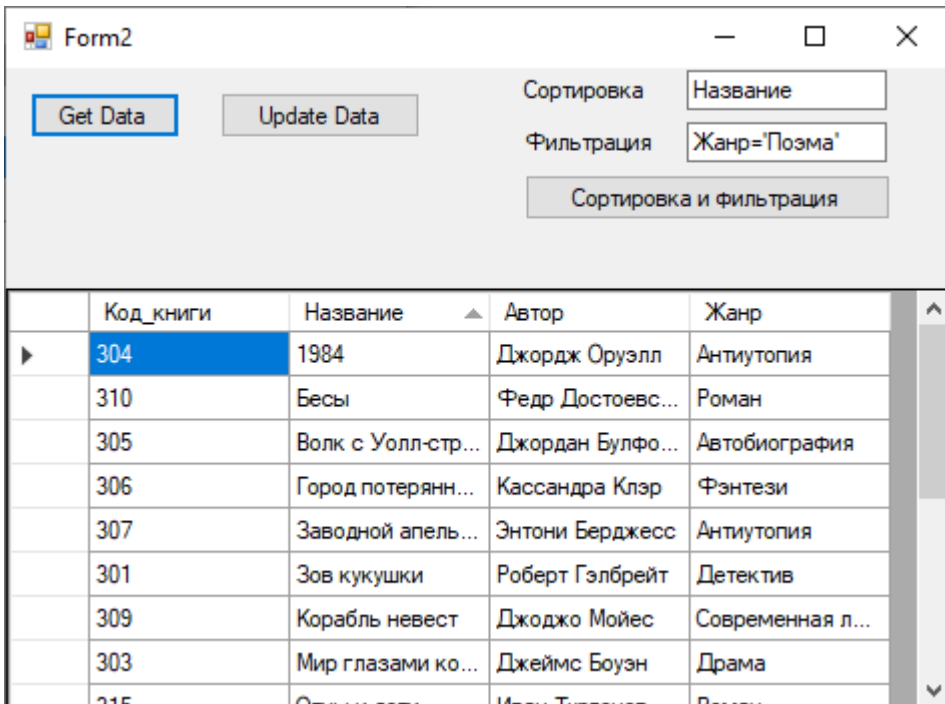 Form2
Get Data Update Data
Сортировка Название
Фильтрация Жанр='Поэма'
Сортировка и фильтрация
Код_книги Название Автор Жанр
304 1984 Джордж Оруэлл Антиутопия
310 Бесы Федр Достоевс... Роман
305 Волк с Уолл-стр... Джордан Булфо... Автобиография
306 Город потерянн... Кассандра Клэр Фэнтези
307 Заводной апель... Энтони Берджесс Антиутопия
301 Зов кукушки Роберт Гэлбрейт Детектив
309 Корабль невест Джоджо Мойес Современная л...
303 Мир глазами ко... Джеймс Боуэн Драма